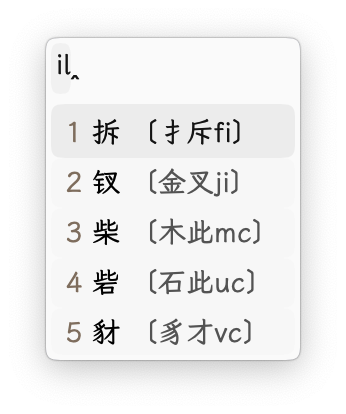 il‸
1 拆 〔扌斥fi〕
2 钗 〔金叉ji〕
3 柴 〔木此mc〕
4 砦 〔石此uc〕
5 豺 〔豸才vc〕